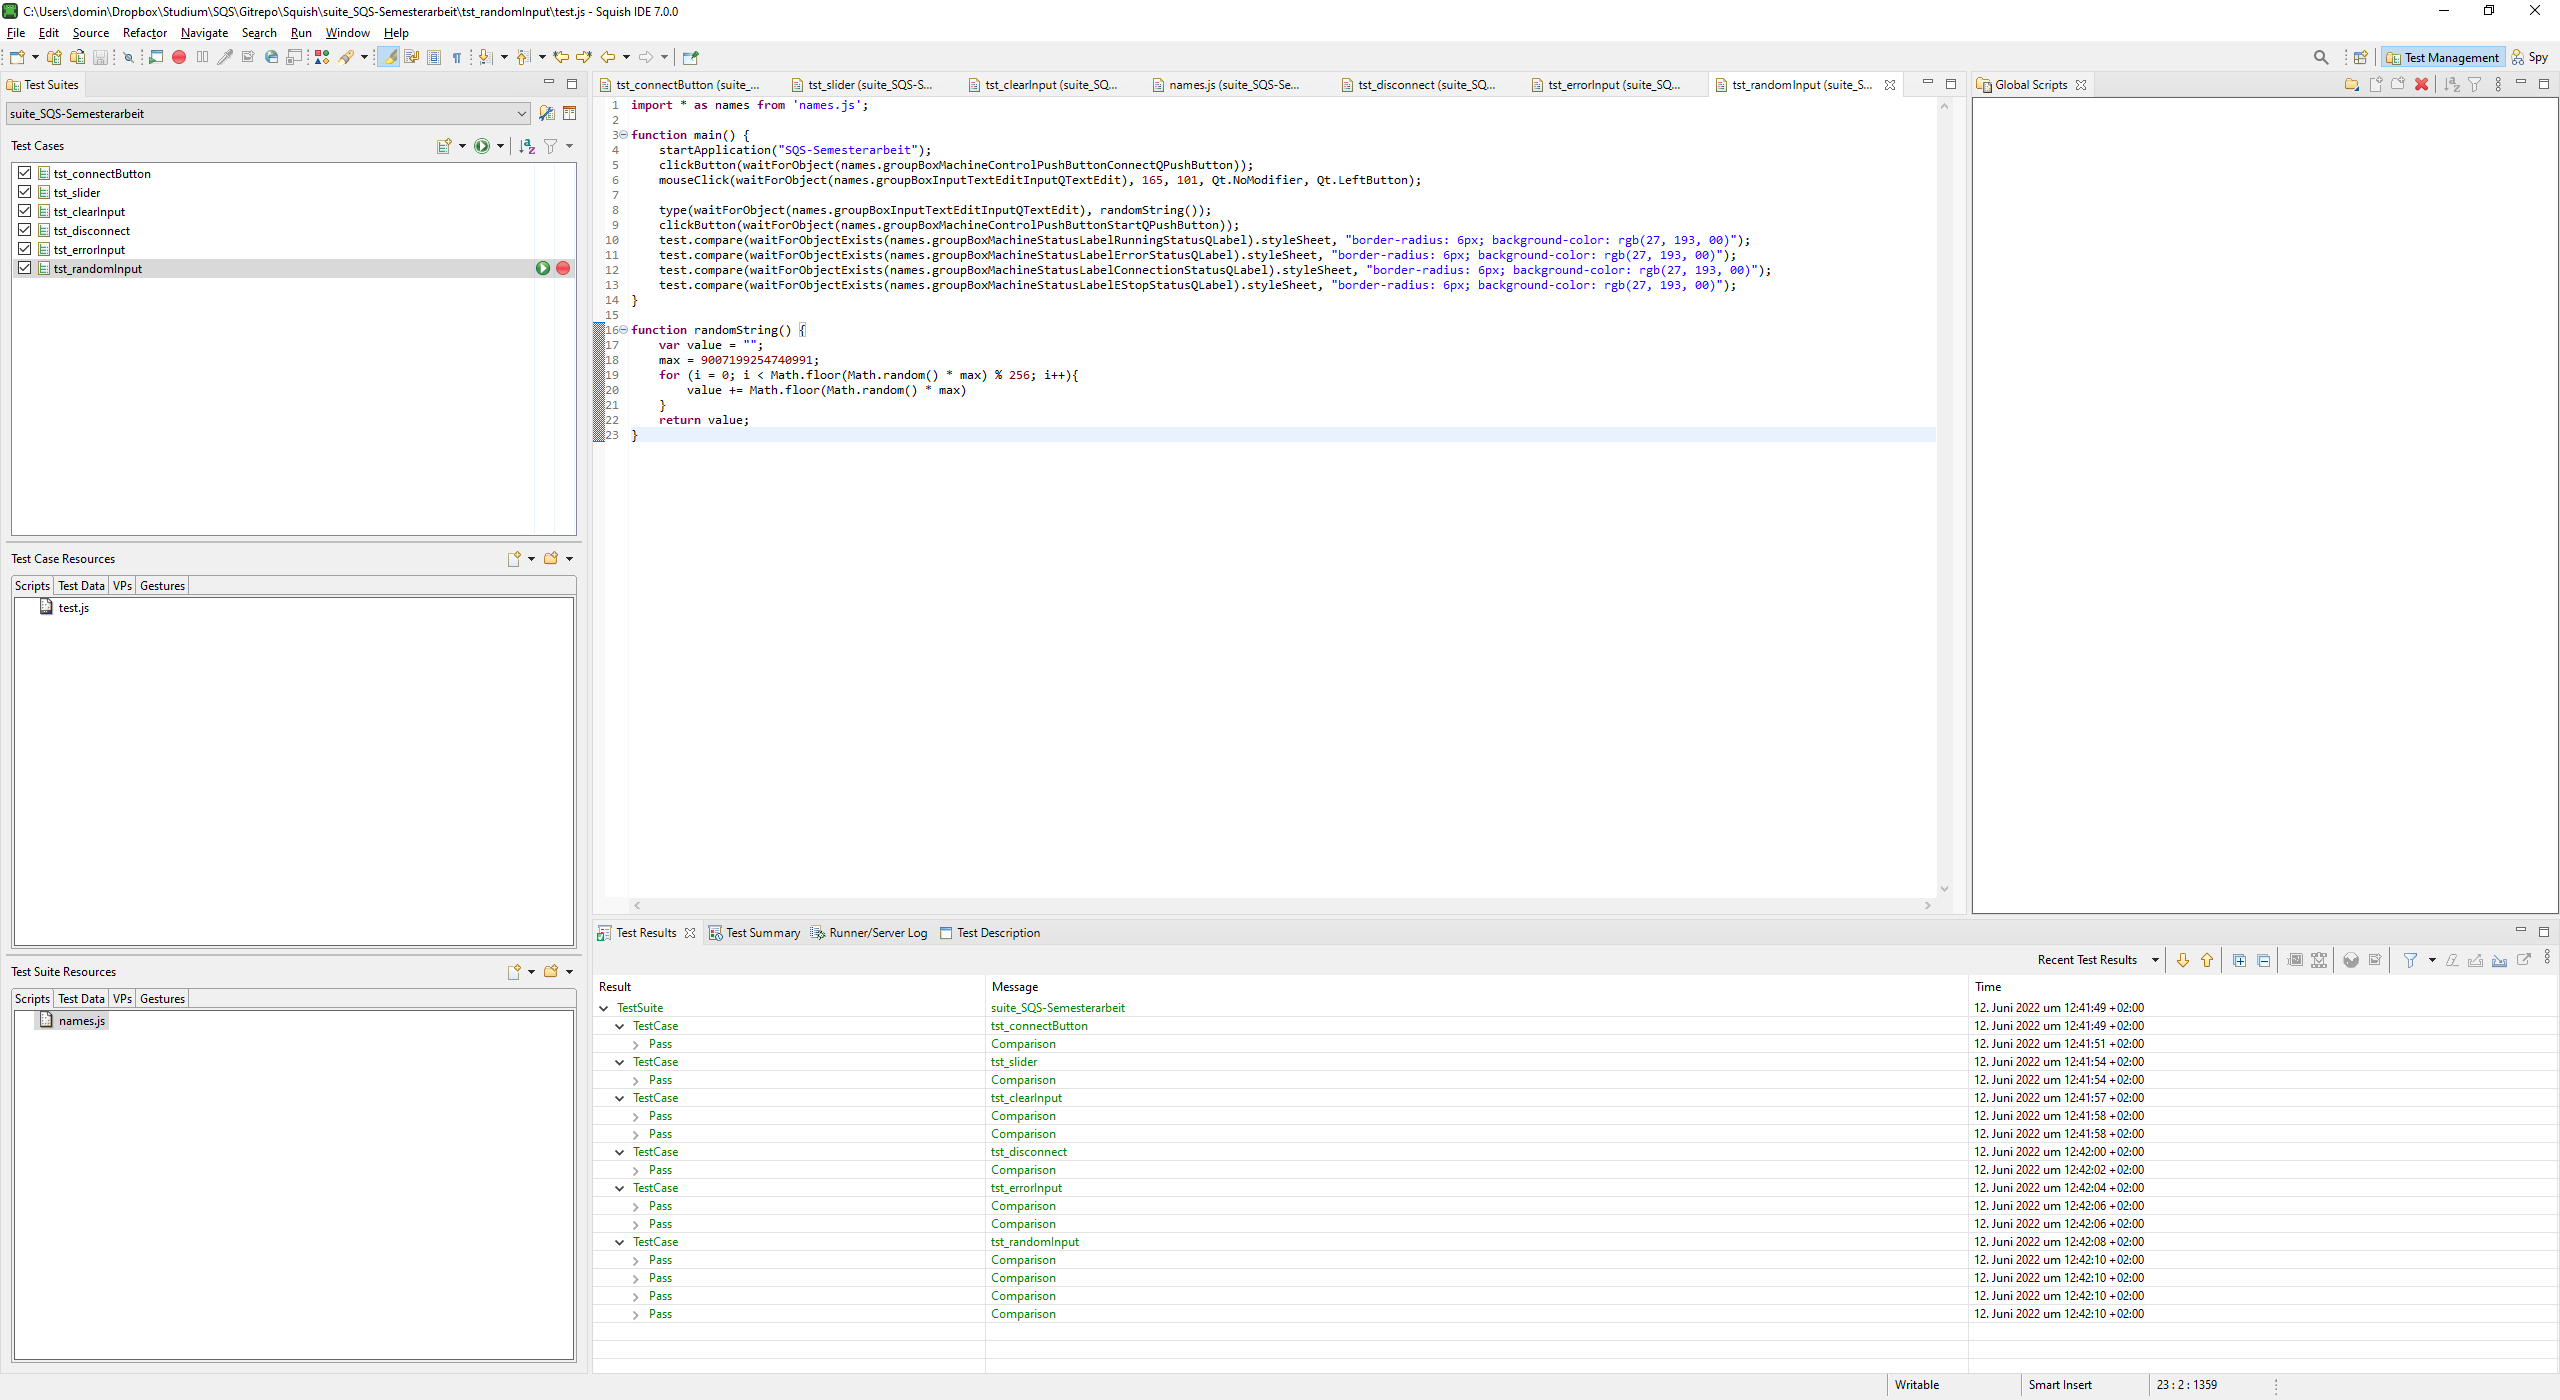 C:\Users\domin\Dropbox\Studium\SQS\Gitrepo\Squish\suite_SQS-Semesterarbeit\tst_randomInput\test.js - Squish IDE 7.0.0
File Edit Source Refactor Navigate Search Run Window Help
Test Management Spy
Test Suites
suite_SQS-Semesterarbeit
Test Cases
tst_connectButton
tst_slider
tst_clearInput
tst_disconnect
tst_errorInput
tst_randomInput
Test Case Resources
Scripts Test Data VPs Gestures
test.js
Test Suite Resources
Scripts Test Data VPs Gestures
names.js
tst_connectButton (suite_... tst_slider (suite_SQS-S... tst_clearInput (suite_SQ... names.js (suite_SQS-Se... tst_disconnect (suite_SQ... tst_errorInput (suite_SQ... tst_randomInput (suite_S...
1 import * as names from 'names.js';
2
3 function main() {
4 startApplication("SQS-Semesterarbeit");
5 clickButton(waitForObject(names.groupBoxMachineControlPushButtonConnectQPushButton));
6 mouseClick(waitForObject(names.groupBoxInputTextEditInputQTextEdit), 165, 101, Qt.NoModifier, Qt.LeftButton);
7
8 type(waitForObject(names.groupBoxInputTextEditInputQTextEdit), randomString());
9 clickButton(waitForObject(names.groupBoxMachineControlPushButtonStartQPushButton));
10 test.compare(waitForObjectExists(names.groupBoxMachineStatusLabelRunningStatusQLabel).styleSheet, "border-radius: 6px; background-color: rgb(27, 193, 00)");
11 test.compare(waitForObjectExists(names.groupBoxMachineStatusLabelErrorStatusQLabel).styleSheet, "border-radius: 6px; background-color: rgb(27, 193, 00)");
12 test.compare(waitForObjectExists(names.groupBoxMachineStatusLabelConnectionStatusQLabel).styleSheet, "border-radius: 6px; background-color: rgb(27, 193, 00)");
13 test.compare(waitForObjectExists(names.groupBoxMachineStatusLabelEStopStatusQLabel).styleSheet, "border-radius: 6px; background-color: rgb(27, 193, 00)");
14 }
15
16 function randomString() {
17 var value = "";
18 max = 9007199254740991;
19 for (i = 0; i < Math.floor(Math.random() * max) % 256; i++){
20 value += Math.floor(Math.random() * max)
21 }
22 return value;
23 }
Global Scripts
Test Results Test Summary Runner/Server Log Test Description
Recent Test Results
Result Message Time
TestSuite suite_SQS-Semesterarbeit 12. Juni 2022 um 12:41:49 +02:00
TestCase tst_connectButton 12. Juni 2022 um 12:41:49 +02:00
Pass Comparison 12. Juni 2022 um 12:41:51 +02:00
TestCase tst_slider 12. Juni 2022 um 12:41:54 +02:00
Pass Comparison 12. Juni 2022 um 12:41:54 +02:00
TestCase tst_clearInput 12. Juni 2022 um 12:41:57 +02:00
Pass Comparison 12. Juni 2022 um 12:41:58 +02:00
Pass Comparison 12. Juni 2022 um 12:41:58 +02:00
TestCase tst_disconnect 12. Juni 2022 um 12:42:00 +02:00
Pass Comparison 12. Juni 2022 um 12:42:02 +02:00
TestCase tst_errorInput 12. Juni 2022 um 12:42:04 +02:00
Pass Comparison 12. Juni 2022 um 12:42:06 +02:00
Pass Comparison 12. Juni 2022 um 12:42:06 +02:00
TestCase tst_randomInput 12. Juni 2022 um 12:42:08 +02:00
Pass Comparison 12. Juni 2022 um 12:42:10 +02:00
Pass Comparison 12. Juni 2022 um 12:42:10 +02:00
Pass Comparison 12. Juni 2022 um 12:42:10 +02:00
Pass Comparison 12. Juni 2022 um 12:42:10 +02:00
Writable Smart Insert 23 : 2 : 1359